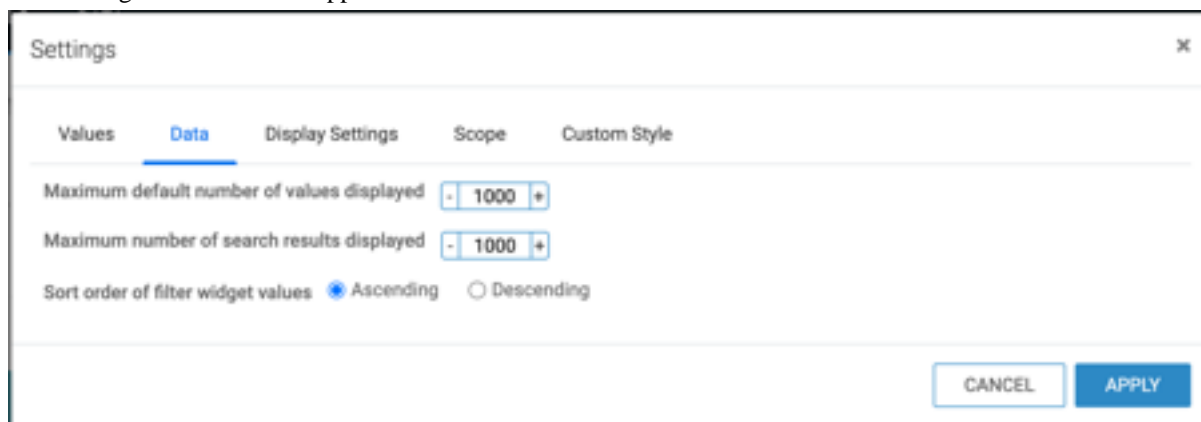 Settings
×
Values Data Display Settings Scope Custom Style
Maximum default number of values displayed - 1000 +
Maximum number of search results displayed - 1000 +
Sort order of filter widget values Ascending Descending
CANCEL APPLY